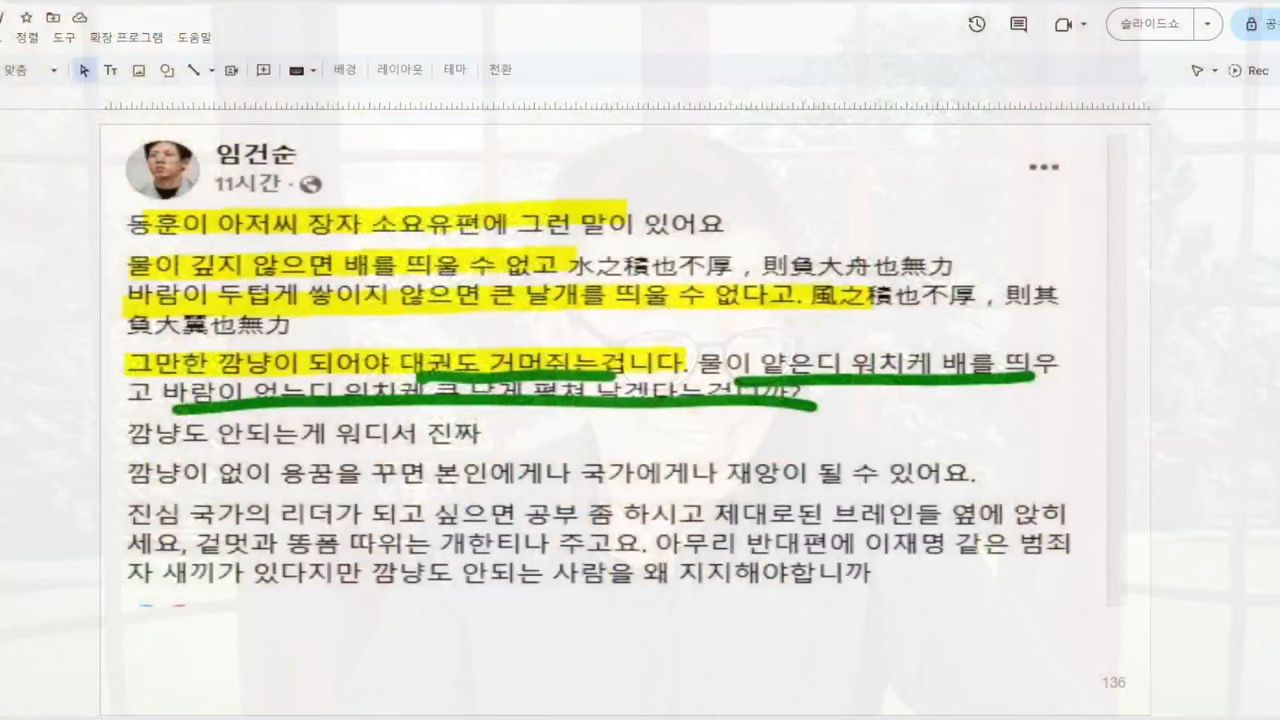 정렬 도구 확장 프로그램 도움말
슬라이드쇼
맞춤
Tr
배경 레이아웃 테마 전환
Rec
임건순
11시간 ·
동훈이 아저씨 장자 소요유편에 그런 말이 있어요
물이 깊지 않으면 배를 띄울 수 없고 水之積也不厚 , 則負大舟也無力
바람이 두텁게 쌓이지 않으면 큰 날개를 띄울 수 없다고. 風之積也不厚 , 則其
負大翼也無力
그만한 깜냥이 되어야 대권도 거머쥐는겁니다. 물이 얕은디 워치케 배를 띄우
고 바람이 없는디 워치케 큰 날게 펼쳐 날겠다는겁니까?
깜냥도 안되는게 워디서 진짜
깜냥이 없이 용꿈을 꾸면 본인에게나 국가에게나 재앙이 될 수 있어요.
진심 국가의 리더가 되고 싶으면 공부 좀 하시고 제대로된 브레인들 옆에 앉히
세요, 겉멋과 똥폼 따위는 개한티나 주고요. 아무리 반대편에 이재명 같은 범죄
자 새끼가 있다지만 깜냥도 안되는 사람을 왜 지지해야합니까
136